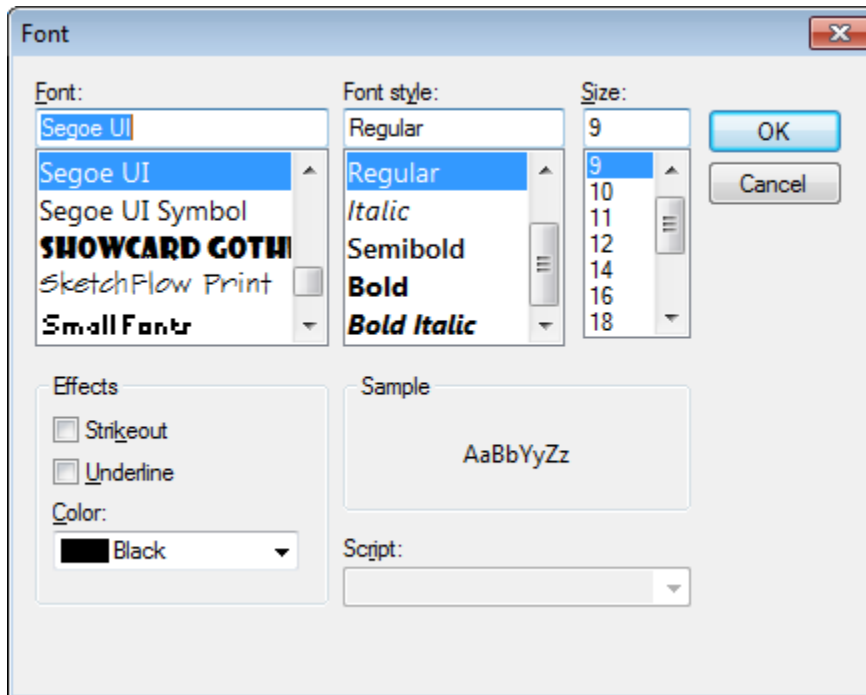 Font
Font:
Segoe UI
Segoe UI
Segoe UI Symbol
SHOWCARD GOTHI
SketchFlow Print
Small Fonts
Font style:
Regular
Regular
Italic
Semibold
Bold
Bold Italic
Size:
9
9
10
11
12
14
16
18
OK
Cancel
Effects
Strikeout
Underline
Color:
Black
Sample
AaBbYyZz
Script: